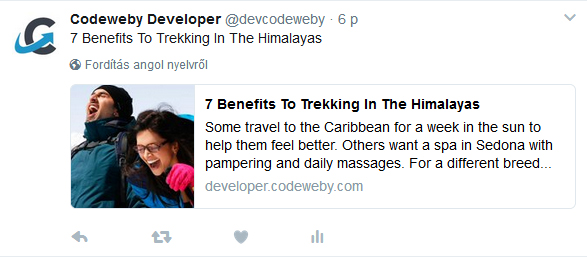 Codeweby Developer @devcodeweby · 6 p
7 Benefits To Trekking In The Himalayas
Fordítás angol nyelvről
7 Benefits To Trekking In The Himalayas
Some travel to the Caribbean for a week in the sun to
help them feel better. Others want a spa in Sedona with
pampering and daily massages. For a different breed...
developer.codeweby.com